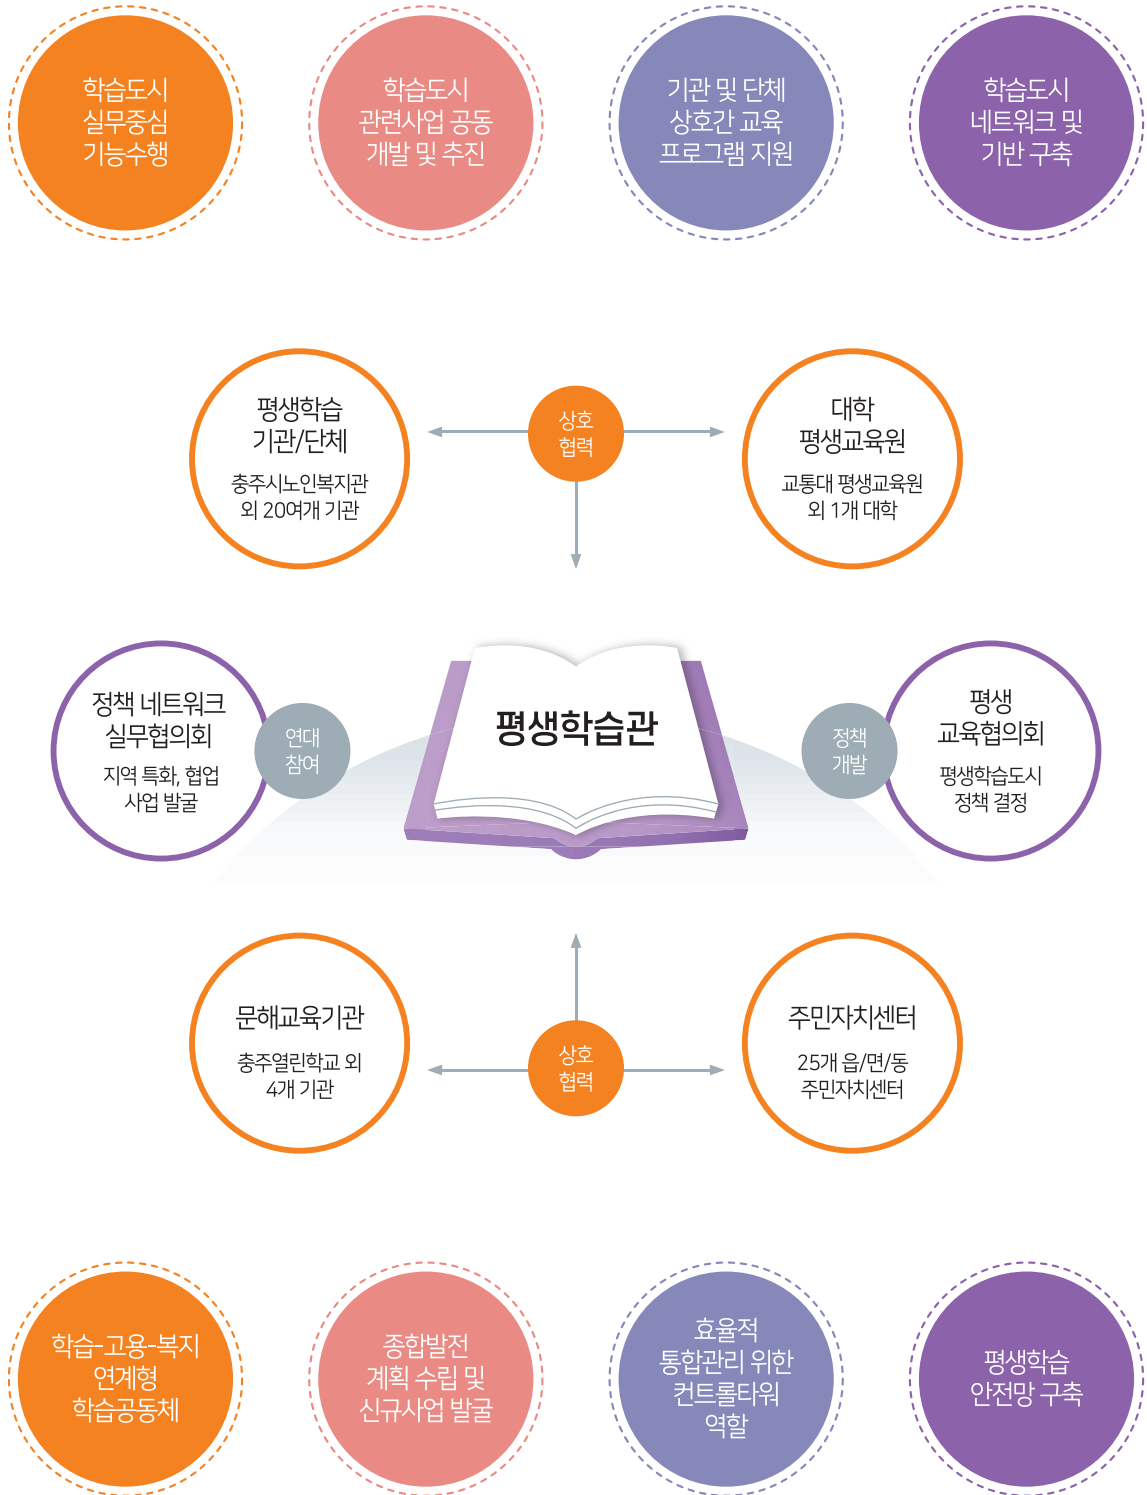 학습도시
실무중심
기능수행
학습도시
관련사업 공동
개발 및 추진
기관 및 단체
상호간 교육
프로그램 지원
학습도시
네트워크 및
기반 구축
평생학습
기관/단체
충주시노인복지관
외 20여개 기관
상호
협력
대학
평생교육원
교통대 평생교육원
외 1개 대학
정책 네트워크
실무협의회
지역 특화, 협업
사업 발굴
연대
참여
평생학습관
정책
개발
평생
교육협의회
평생학습도시
정책 결정
문해교육기관
충주열린학교 외
4개 기관
상호
협력
주민자치센터
25개 읍/면/동
주민자치센터
학습-고용-복지
연계형
학습공동체
종합발전
계획 수립 및
신규사업 발굴
효율적
통합관리 위한
컨트롤타워
역할
평생학습
안전망 구축